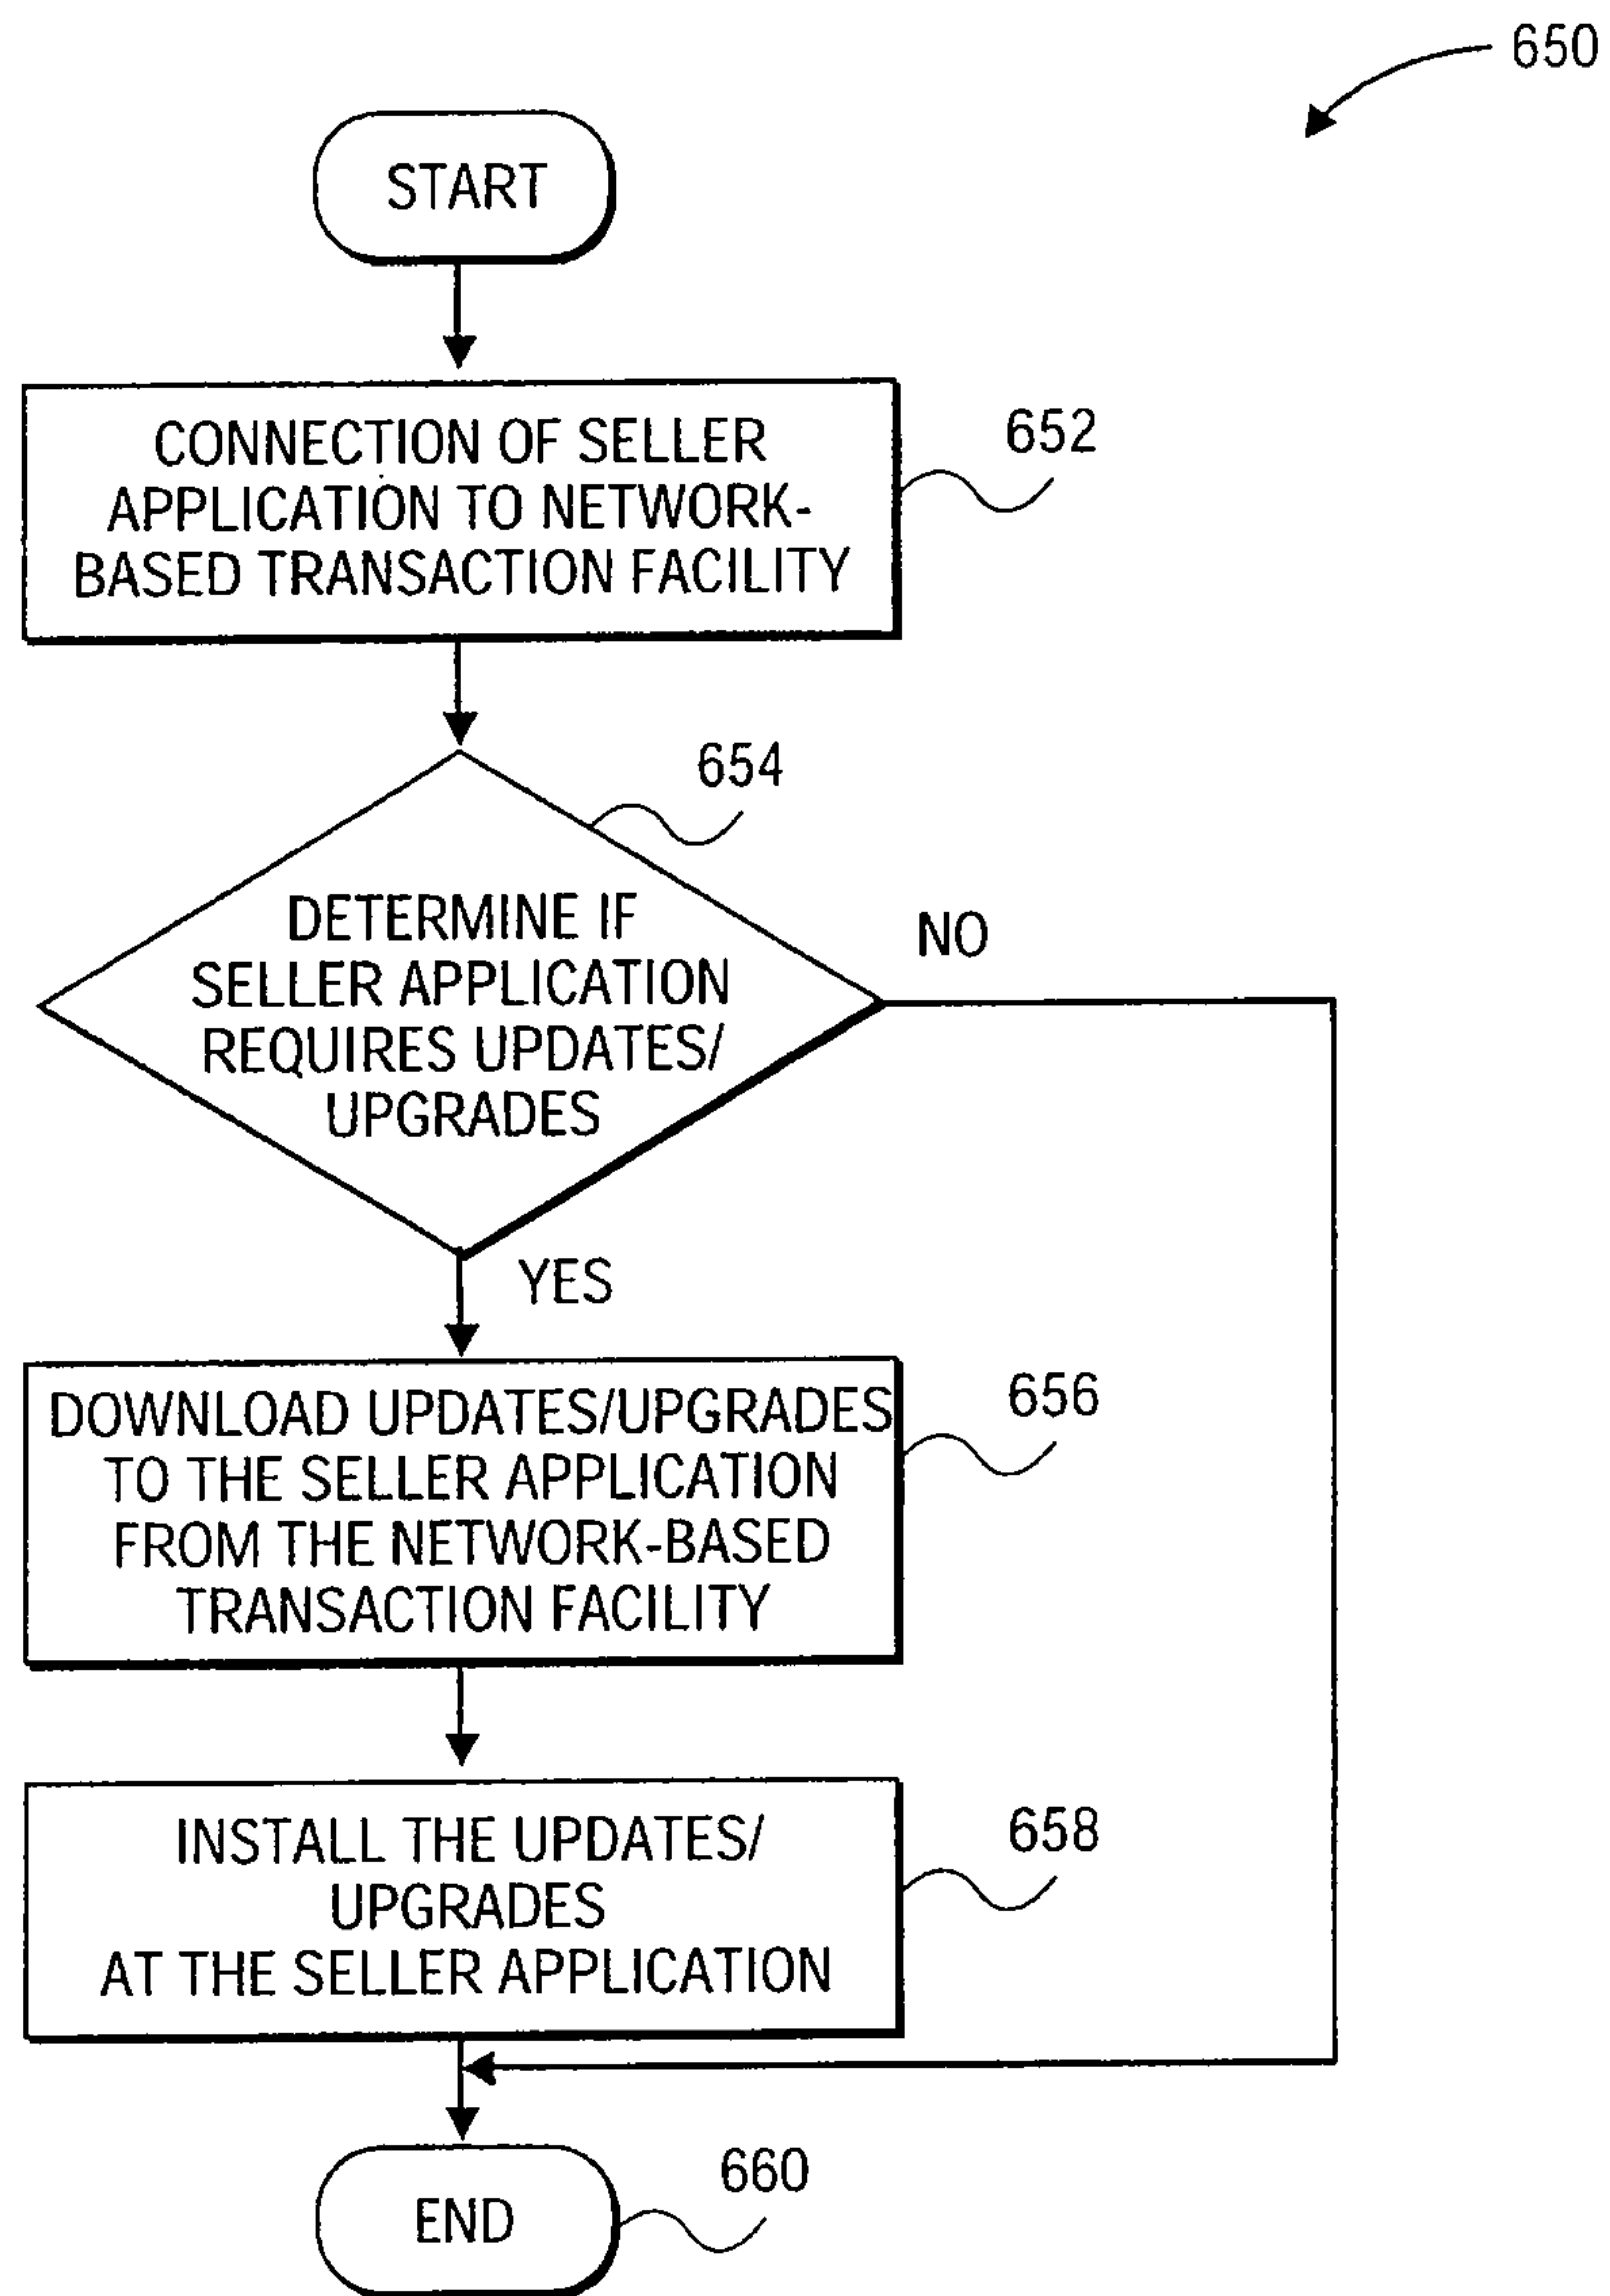 650
START
CONNECTION OF SELLER
APPLICATION TO NETWORK-
BASED TRANSACTION FACILITY
652
654
DETERMINE IF
SELLER APPLICATION
REQUIRES UPDATES/
UPGRADES
NO
YES
DOWNLOAD UPDATES/UPGRADES
TO THE SELLER APPLICATION
FROM THE NETWORK-BASED
TRANSACTION FACILITY
656
INSTALL THE UPDATES/
UPGRADES
AT THE SELLER APPLICATION
658
END
660